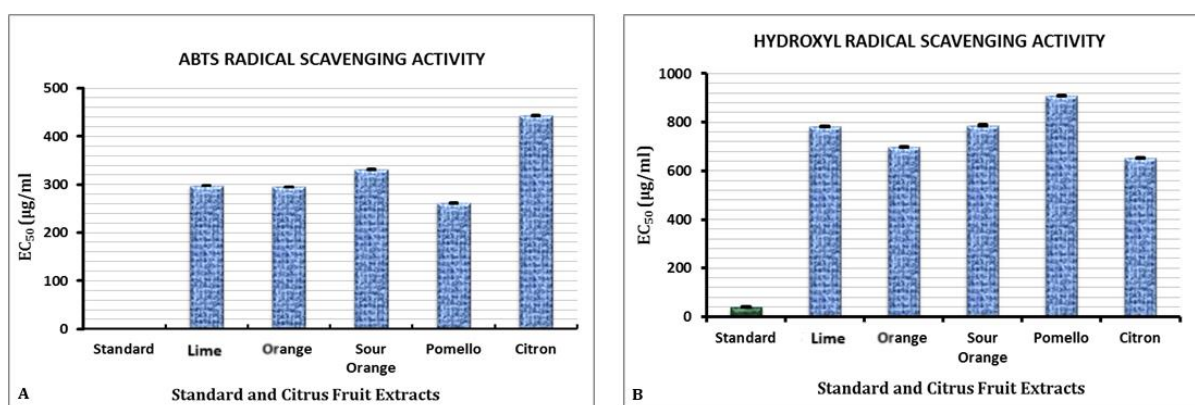 ABTS RADICAL SCAVENGING ACTIVITY
500
400
300
200
100
0
EC₅₀ (µg/ml
Standard
Lime
Orange
Sour
Orange
Pomello
Citron
A
Standard and Citrus Fruit Extracts
HYDROXYL RADICAL SCAVENGING ACTIVITY
1000
800
600
400
200
0
EC₅₀ (µg/ml)
Standard
Lime
Orange
Sour
Orange
Pomello
Citron
B
Standard and Citrus Fruit Extracts